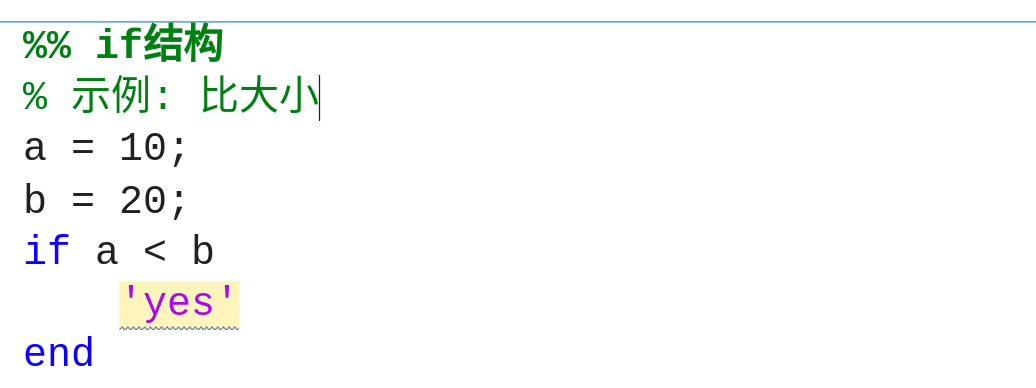 %% if结构
% 示例: 比大小
a = 10;
b = 20;
if a < b
    'yes'
end